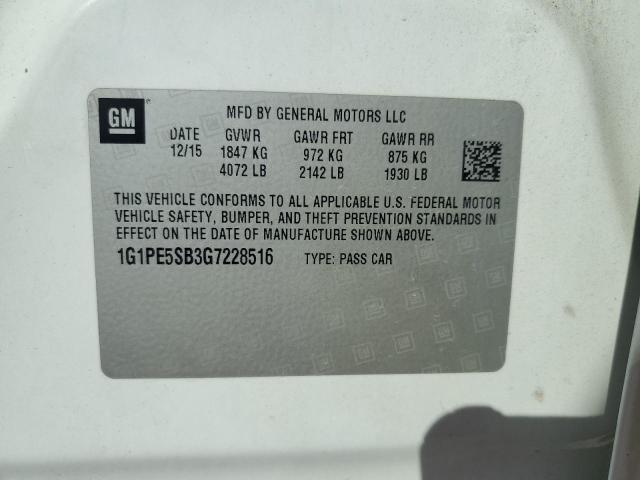 GM
MFD BY GENERAL MOTORS LLC
DATE GVWR GAWR FRT GAWR RR
12/15 1847 KG 972 KG 875 KG
4072 LB 2142 LB 1930 LB
THIS VEHICLE CONFORMS TO ALL APPLICABLE U.S. FEDERAL MOTOR
VEHICLE SAFETY, BUMPER, AND THEFT PREVENTION STANDARDS IN
EFFECT ON THE DATE OF MANUFACTURE SHOWN ABOVE.
1G1PE5SB3G7228516 TYPE: PASS CAR